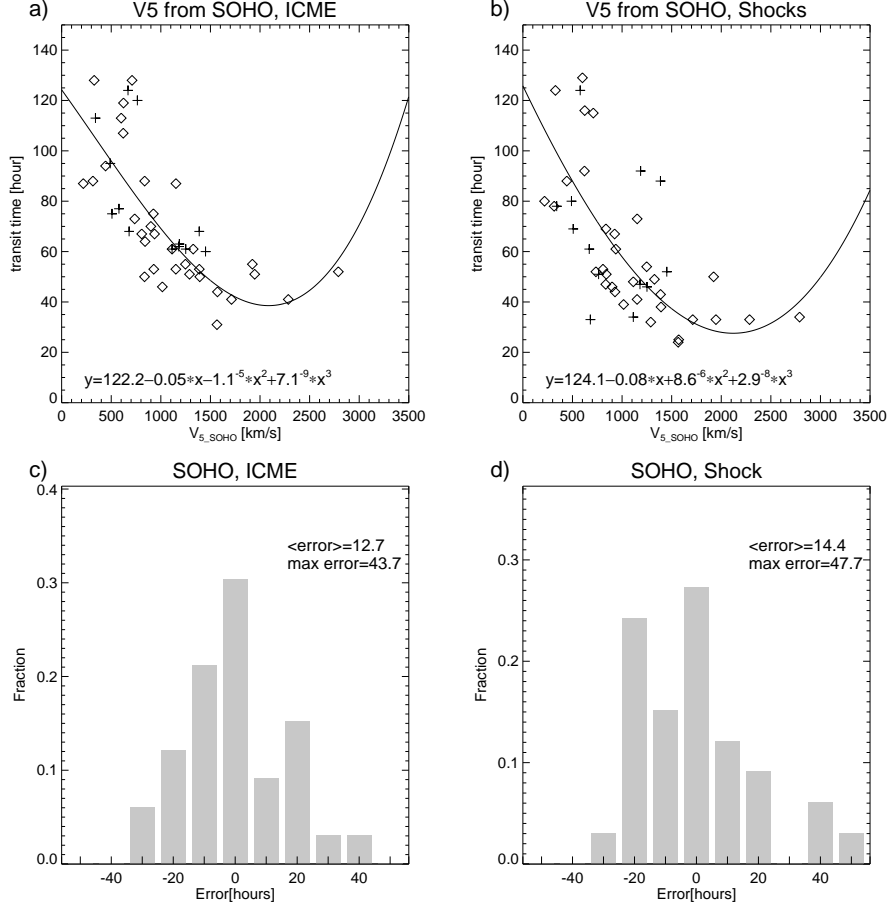 a) V5 from SOHO, ICME
140
120
100
80
60
40
20
0
transit time [hour]
y=122.2−0.05*x−1.1⁻⁵*x²+7.1⁻⁹*x³
0 500 1000 1500 2000 2500 3000 3500
V₅_SOHO [km/s]
b) V5 from SOHO, Shocks
140
120
100
80
60
40
20
0
transit time [hour]
y=124.1−0.08*x+8.6⁻⁶*x²+2.9⁻⁸*x³
0 500 1000 1500 2000 2500 3000 3500
V₅_SOHO [km/s]
c) SOHO, ICME
0.4
0.3
0.2
0.1
0.0
Fraction
<error>=12.7
max error=43.7
-40 -20 0 20 40
Error[hours]
d) SOHO, Shock
0.3
0.2
0.1
0.0
Fraction
<error>=14.4
max error=47.7
-40 -20 0 20 40
Error[hours]